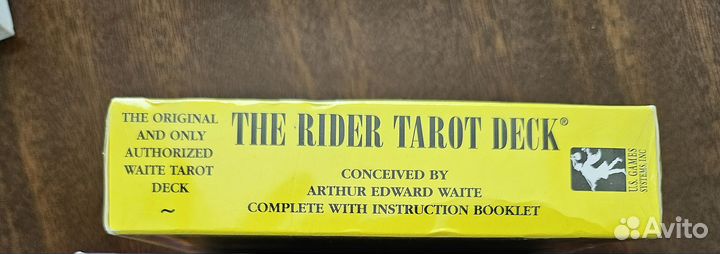 THE ORIGINAL
AND ONLY
AUTHORIZED
WAITE TAROT
DECK
~
THE RIDER TAROT DECK®
CONCEIVED BY
ARTHUR EDWARD WAITE
COMPLETE WITH INSTRUCTION BOOKLET
U.S. GAMES
SYSTEMS INC
Avito